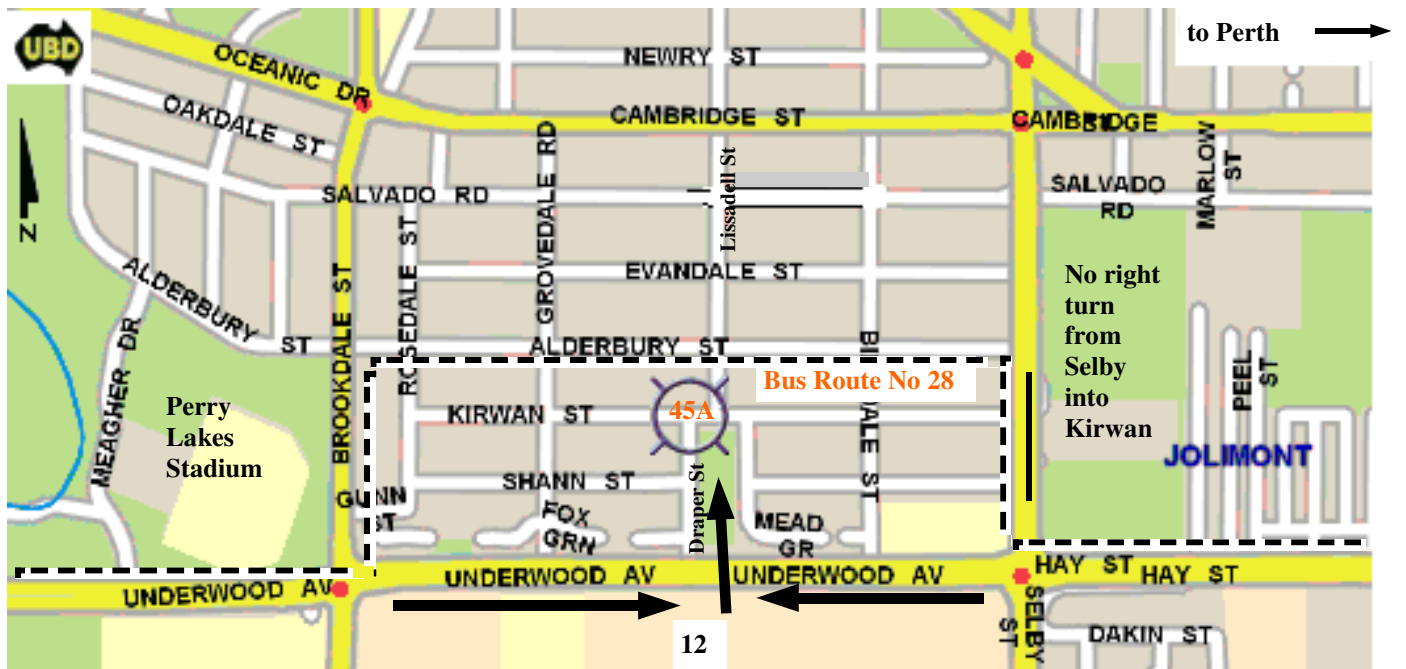 to Perth
UBD
NEWRY ST
OCEANIC DR
OAKDALE ST
CAMBRIDGE ST
CAMBRIDGE
GROVEDALE RD
Lissadell St
MARLOW
ST
SALVADO RD
SALVADO
RD
N
ROSEDALE ST
EVANDALE ST
No right
turn
from
Selby
into
Kirwan
ALDERBURY ST
ALDERBURY ST
BROOKDALE ST
MEAGHER DR
Bus Route No 28
PEEL
ST
Perry
Lakes
Stadium
KIRWAN ST
45A
DALE ST
JOLIMONT
SHANN ST
Draper St
GUNN
ST
FOX
GRN
MEAD
GR
UNDERWOOD AV
UNDERWOOD AV
UNDERWOOD AV
HAY ST
HAY ST
SELBY
ST
DAKIN ST
12